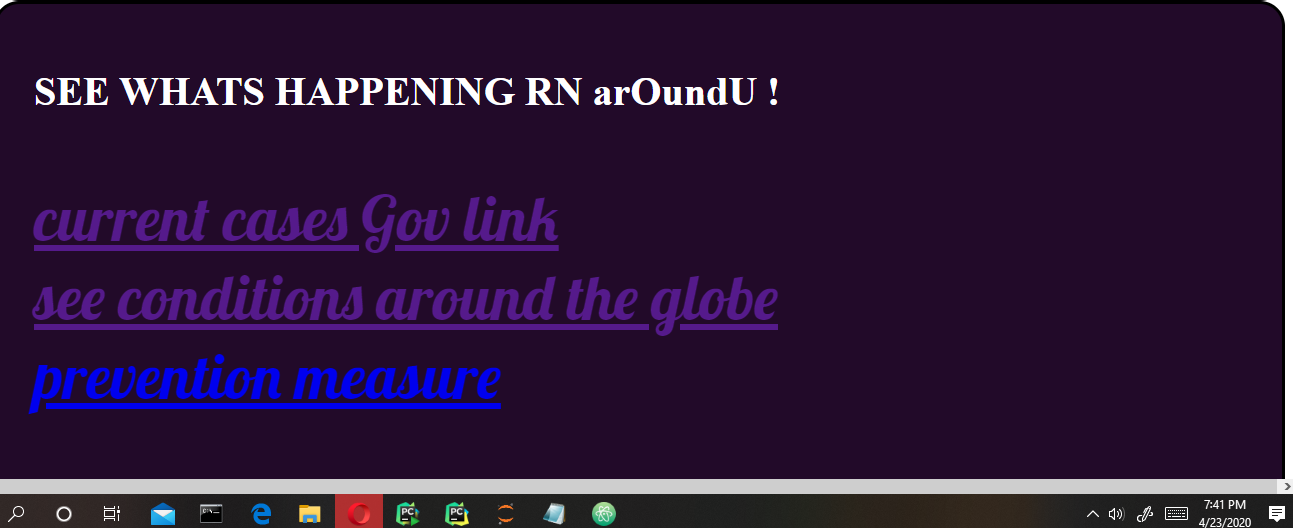 SEE WHATS HAPPENING RN arOundU !
current cases Gov link
see conditions around the globe
prevention measure
7:41 PM
4/23/2020